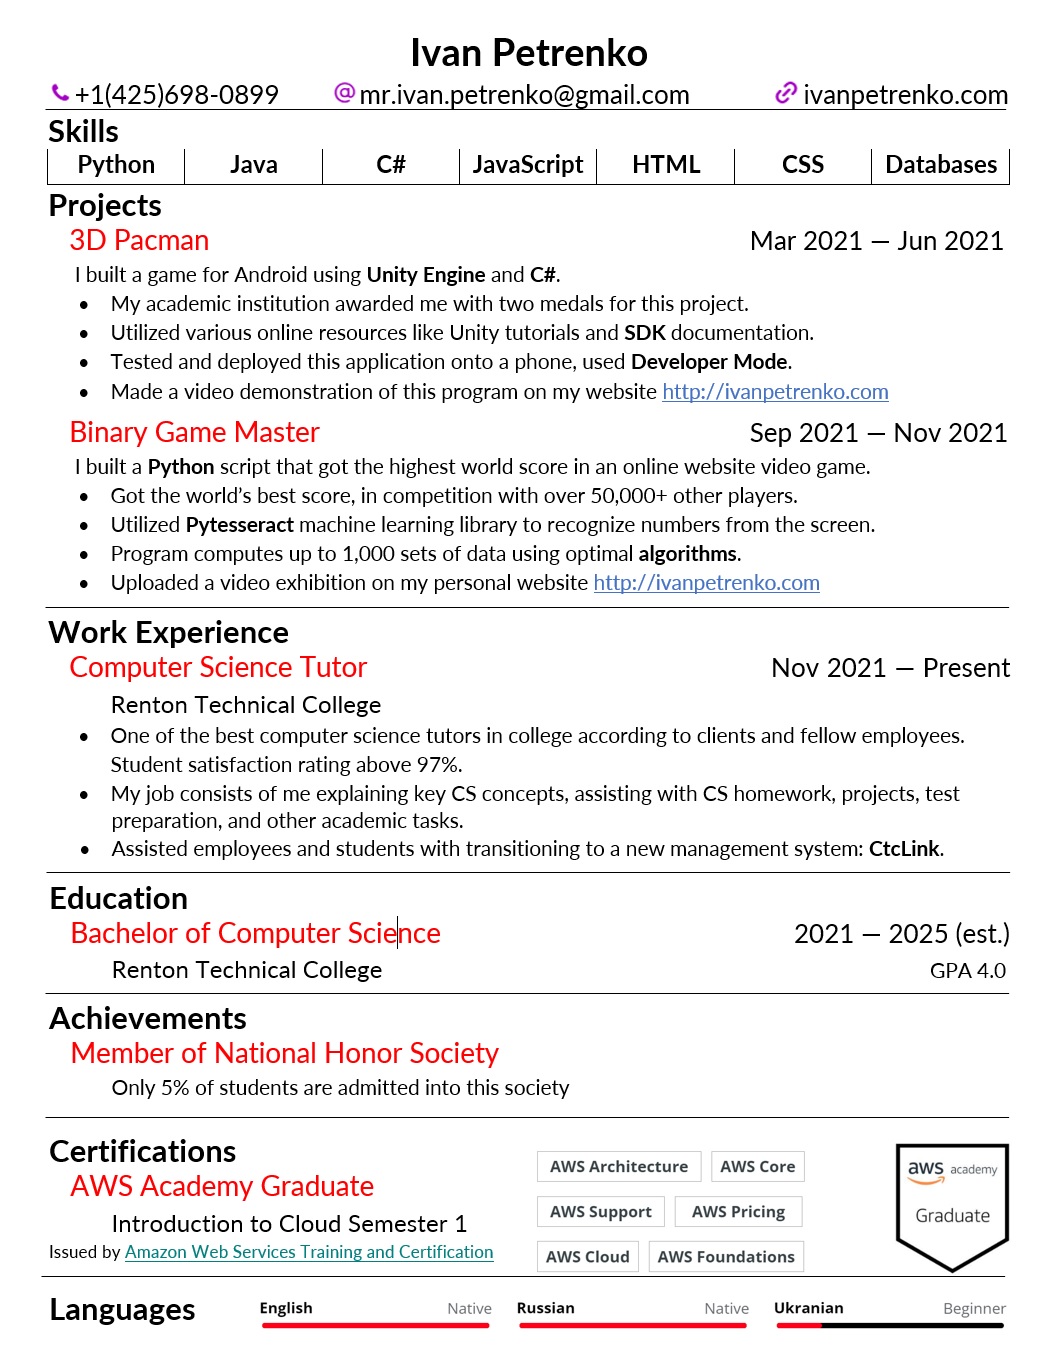 Ivan Petrenko
+1(425)698-0899 @ mr.ivan.petrenko@gmail.com ivanpetrenko.com
Skills
Python Java C# JavaScript HTML CSS Databases
Projects
3D Pacman Mar 2021 — Jun 2021
I built a game for Android using Unity Engine and C#.
• My academic institution awarded me with two medals for this project.
• Utilized various online resources like Unity tutorials and SDK documentation.
• Tested and deployed this application onto a phone, used Developer Mode.
• Made a video demonstration of this program on my website http://ivanpetrenko.com
Binary Game Master Sep 2021 — Nov 2021
I built a Python script that got the highest world score in an online website video game.
• Got the world’s best score, in competition with over 50,000+ other players.
• Utilized Pytesseract machine learning library to recognize numbers from the screen.
• Program computes up to 1,000 sets of data using optimal algorithms.
• Uploaded a video exhibition on my personal website http://ivanpetrenko.com
Work Experience
Computer Science Tutor Nov 2021 — Present
Renton Technical College
• One of the best computer science tutors in college according to clients and fellow employees.
Student satisfaction rating above 97%.
• My job consists of me explaining key CS concepts, assisting with CS homework, projects, test
preparation, and other academic tasks.
• Assisted employees and students with transitioning to a new management system: CtcLink.
Education
Bachelor of Computer Science 2021 — 2025 (est.)
Renton Technical College GPA 4.0
Achievements
Member of National Honor Society
Only 5% of students are admitted into this society
Certifications
AWS Academy Graduate
Introduction to Cloud Semester 1
Issued by Amazon Web Services Training and Certification
AWS Architecture AWS Core
AWS Support AWS Pricing
AWS Cloud AWS Foundations
aws academy
Graduate
Languages English Native Russian Native Ukranian Beginner